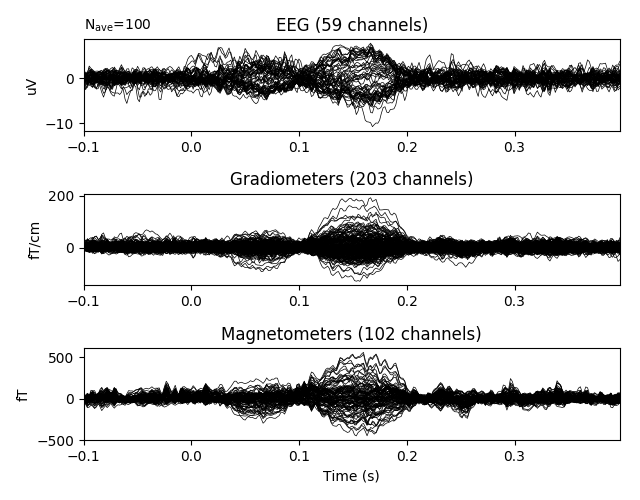 Nave=100
EEG (59 channels)
uV
0
−10
−0.1 0.0 0.1 0.2 0.3
Gradiometers (203 channels)
fT/cm
200
0
−0.1 0.0 0.1 0.2 0.3
Magnetometers (102 channels)
fT
500
0
−500
−0.1 0.0 0.1 0.2 0.3
Time (s)